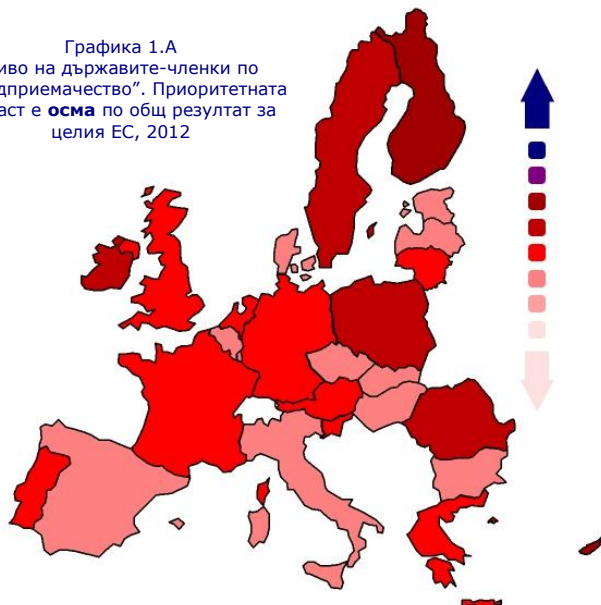 Графика 1.А
иво на държавите-членки по
дприемачество”. Приоритетната
аст е осма по общ резултат за
целия ЕС, 2012